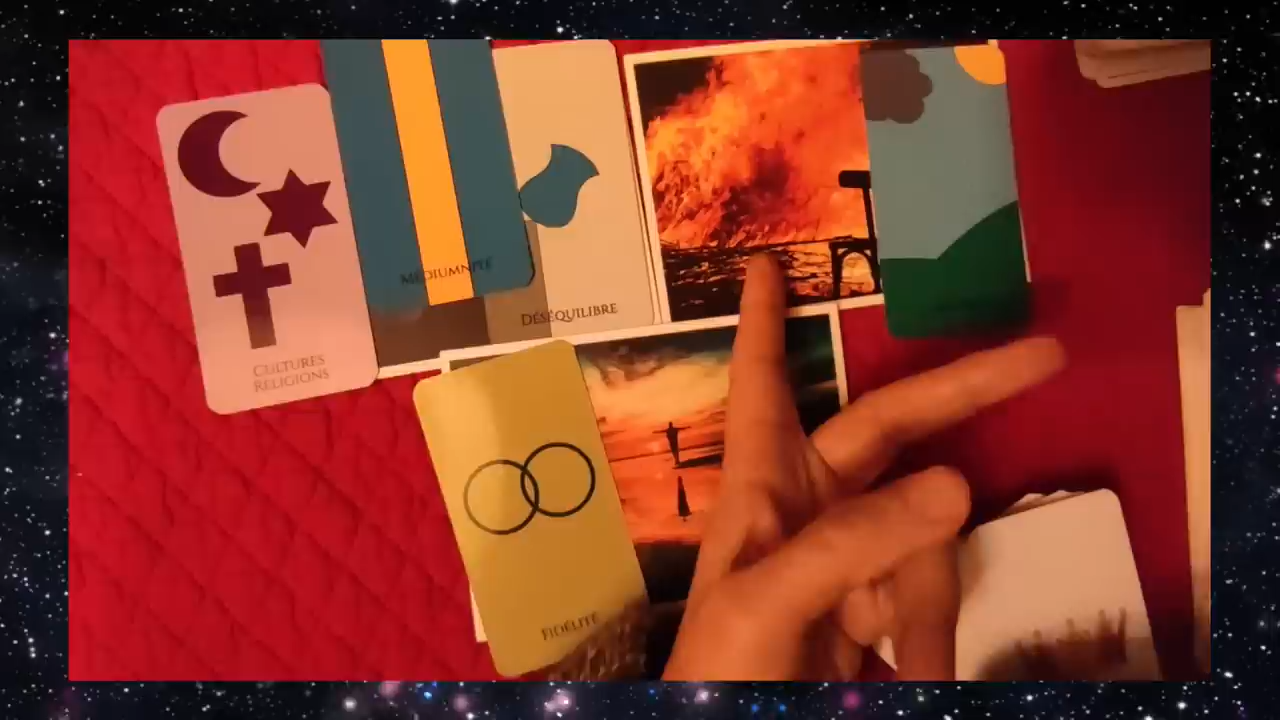 CULTURES
RELIGIONS
MÉDIUMNITÉ
DÉSÉQUILIBRE
FIDÉLITÉ